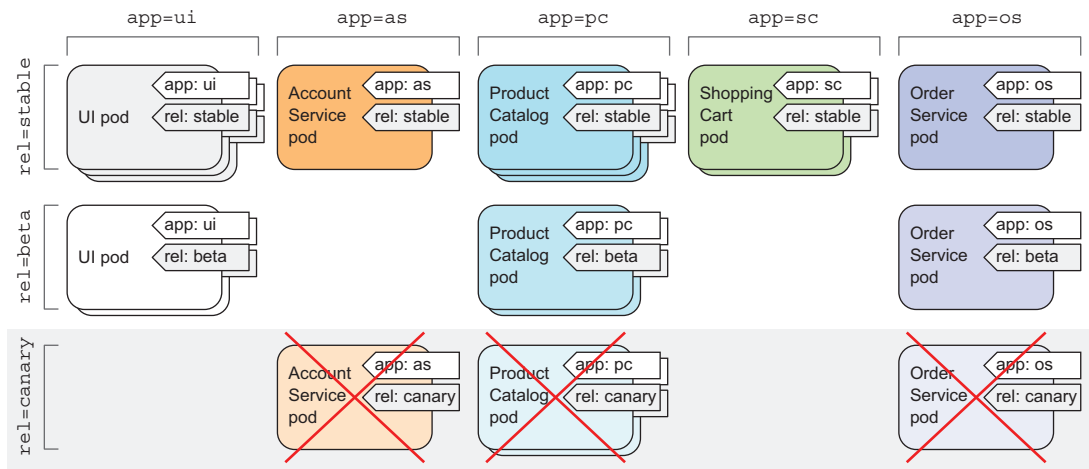 app=ui
app=as
app=pc
app=sc
app=os
rel=stable
UI pod
app: ui
rel: stable
Account
Service
pod
app: as
rel: stable
Product
Catalog
pod
app: pc
rel: stable
Shopping
Cart
pod
app: sc
rel: stable
Order
Service
pod
app: os
rel: stable
rel=beta
UI pod
app: ui
rel: beta
Product
Catalog
pod
app: pc
rel: beta
Order
Service
pod
app: os
rel: beta
rel=canary
Account
Service
pod
app: as
rel: canary
Product
Catalog
pod
app: pc
rel: canary
Order
Service
pod
app: os
rel: canary